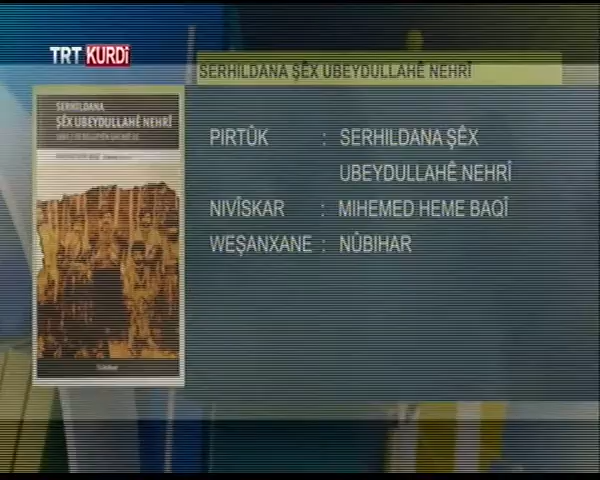 TRT KURDÎ
SERHILDANA ŞÊX UBEYDULLAHÊ NEHRÎ
SERHILDANA
ŞÊX UBEYDULLAHÊ NEHRÎ
PIRTÛK : SERHILDANA ŞÊX
UBEYDULLAHÊ NEHRÎ
NIVÎSKAR : MIHEMED HEME BAQÎ
WEŞANXANE : NÛBIHAR